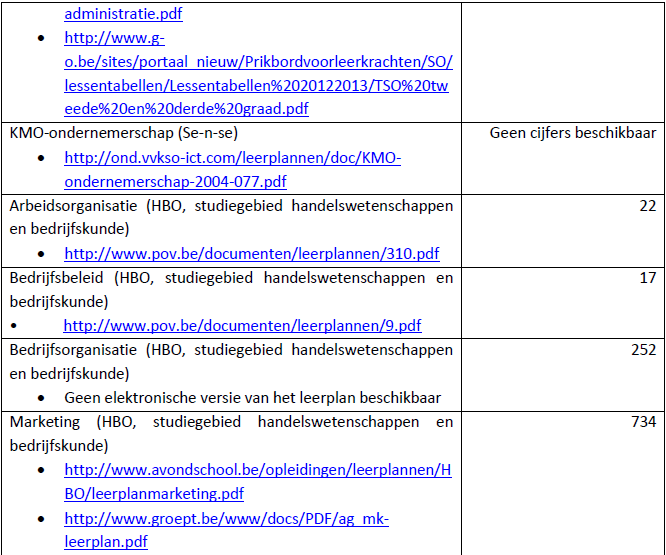 administratie.pdf
• http://www.g-
o.be/sites/portaal_nieuw/Prikbordvoorleerkrachten/SO/
lessentabellen/Lessentabellen%2020122013/TSO%20tw
eede%20en%20derde%20graad.pdf
KMO-ondernemerschap (Se-n-se) Geen cijfers beschikbaar
• http://ond.vvkso-ict.com/leerplannen/doc/KMO-
ondernemerschap-2004-077.pdf
Arbeidsorganisatie (HBO, studiegebied handelswetenschappen 22
en bedrijfskunde)
• http://www.pov.be/documenten/leerplannen/310.pdf
Bedrijfsbeleid (HBO, studiegebied handelswetenschappen en 17
bedrijfskunde)
• http://www.pov.be/documenten/leerplannen/9.pdf
Bedrijfsorganisatie (HBO, studiegebied handelswetenschappen 252
en bedrijfskunde)
• Geen elektronische versie van het leerplan beschikbaar
Marketing (HBO, studiegebied handelswetenschappen en 734
bedrijfskunde)
• http://www.avondschool.be/opleidingen/leerplannen/H
BO/leerplanmarketing.pdf
• http://www.groept.be/www/docs/PDF/ag_mk-
leerplan.pdf